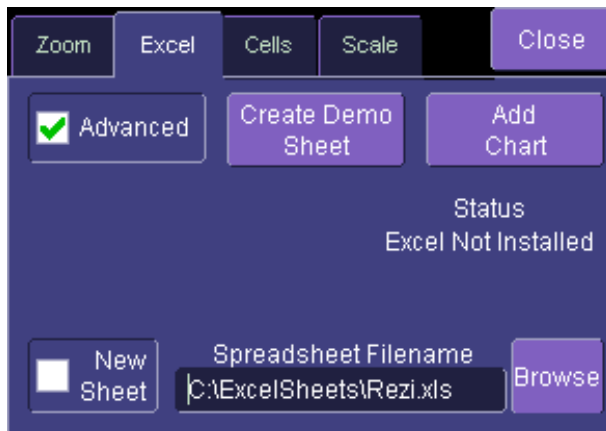 Zoom Excel Cells Scale Close
Advanced
Create Demo
Sheet
Add
Chart
Status
Excel Not Installed
New
Sheet
Spreadsheet Filename
C:\ExcelSheets\Rezi.xls
Browse